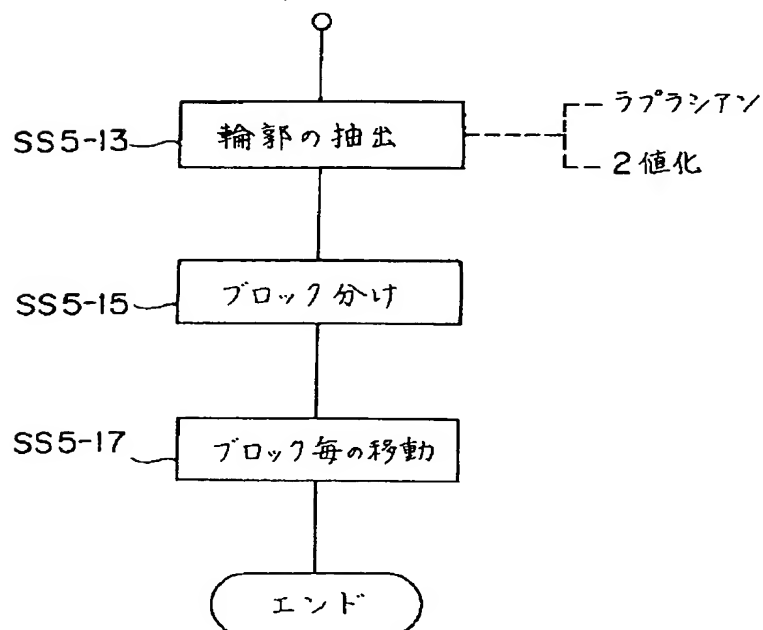 ラプラシアン
SS5-13 輪郭の抽出
2値化
SS5-15 ブロック分け
SS5-17 ブロック毎の移動
エンド